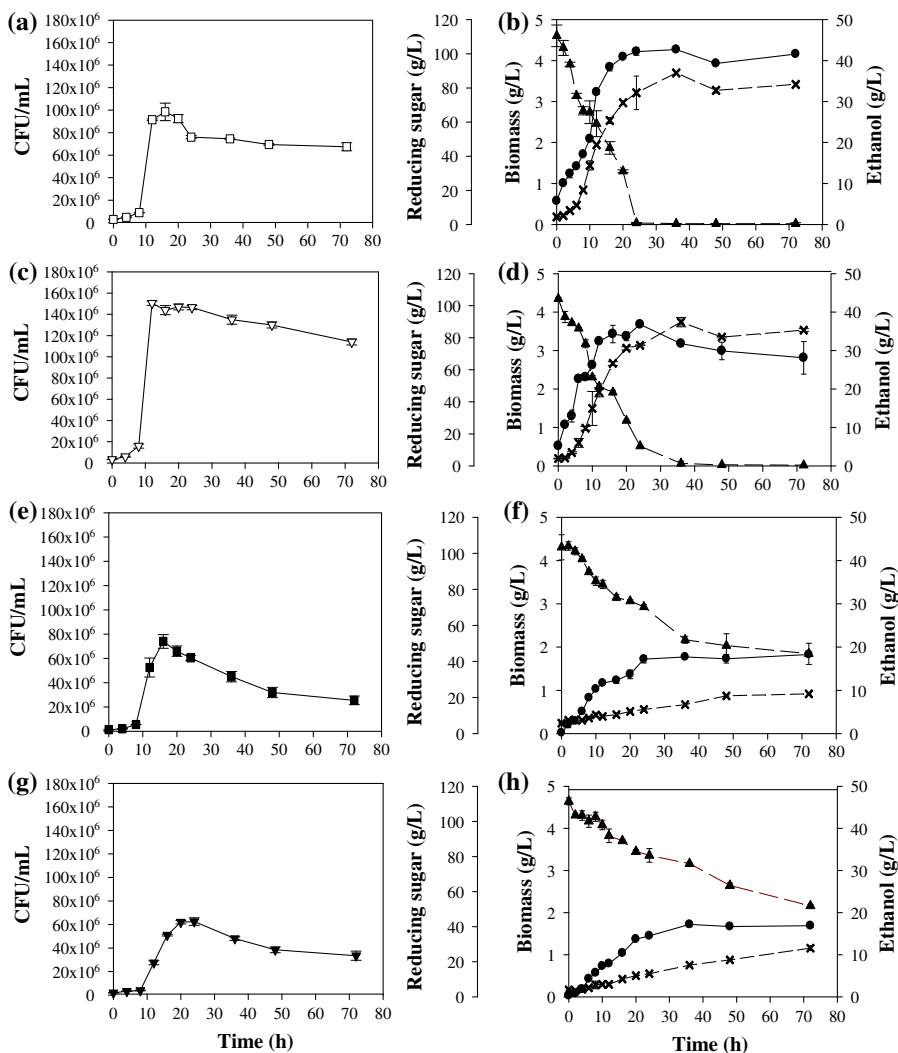 (a)
180x10⁶
160x10⁶
140x10⁶
120x10⁶
100x10⁶
80x10⁶
60x10⁶
40x10⁶
20x10⁶
0
CFU/mL
0 10 20 30 40 50 60 70 80
120
100
80
60
40
20
0
Reducing sugar (g/L)
(b)
5
4
3
2
1
0
Biomass (g/L)
50
40
30
20
10
0
Ethanol (g/L)
0 10 20 30 40 50 60 70 80
(c)
180x10⁶
160x10⁶
140x10⁶
120x10⁶
100x10⁶
80x10⁶
60x10⁶
40x10⁶
20x10⁶
0
CFU/mL
0 10 20 30 40 50 60 70 80
120
100
80
60
40
20
0
Reducing sugar (g/L)
(d)
5
4
3
2
1
0
Biomass (g/L)
50
40
30
20
10
0
Ethanol (g/L)
0 10 20 30 40 50 60 70 80
(e)
180x10⁶
160x10⁶
140x10⁶
120x10⁶
100x10⁶
80x10⁶
60x10⁶
40x10⁶
20x10⁶
0
CFU/mL
0 10 20 30 40 50 60 70 80
120
100
80
60
40
20
0
Reducing sugar (g/L)
(f)
5
4
3
2
1
0
Biomass (g/L)
50
40
30
20
10
0
Ethanol (g/L)
0 10 20 30 40 50 60 70 80
(g)
180x10⁶
160x10⁶
140x10⁶
120x10⁶
100x10⁶
80x10⁶
60x10⁶
40x10⁶
20x10⁶
0
CFU/mL
0 10 20 30 40 50 60 70 80
Time (h)
120
100
80
60
40
20
0
Reducing sugar (g/L)
(h)
5
4
3
2
1
0
Biomass (g/L)
50
40
30
20
10
0
Ethanol (g/L)
0 10 20 30 40 50 60 70 80
Time (h)